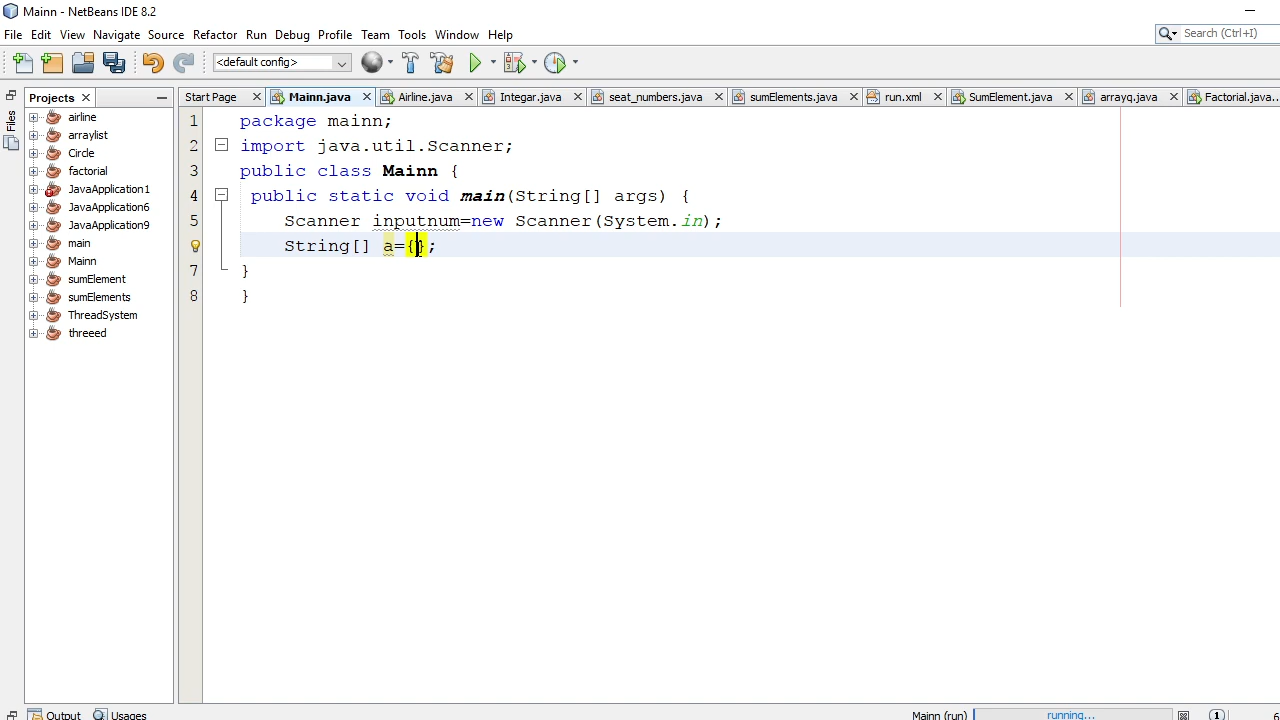 Mainn - NetBeans IDE 8.2
File Edit View Navigate Source Refactor Run Debug Profile Team Tools Window Help
Search (Ctrl+I)
<default config>
Files
Projects
airline
arraylist
Circle
factorial
JavaApplication1
JavaApplication6
JavaApplication9
main
Mainn
sumElement
sumElements
ThreadSystem
threeed
Start Page Mainn.java Airline.java Integar.java seat_numbers.java sumElements.java run.xml SumElement.java arrayq.java Factorial.java...
1 package mainn;
2 import java.util.Scanner;
3 public class Mainn {
4 public static void main(String[] args) {
5 Scanner inputnum=new Scanner(System.in);
String[] a={};
7 }
8 }
Output Usages Mainn (run) running... 1